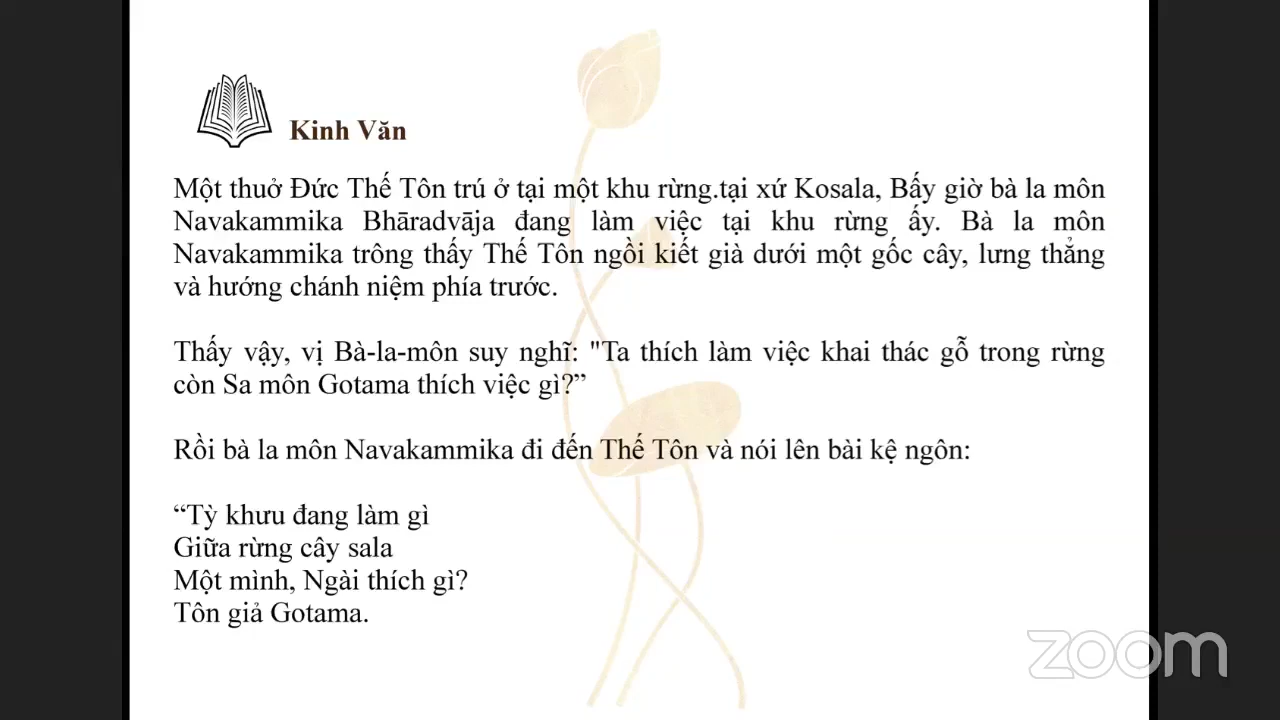 Kinh Văn
Một thuở Đức Thế Tôn trú ở tại một khu rừng.tại xứ Kosala, Bấy giờ bà la môn
Navakammika Bhāradvāja đang làm việc tại khu rừng ấy. Bà la môn
Navakammika trông thấy Thế Tôn ngồi kiết già dưới một gốc cây, lưng thẳng
và hướng chánh niệm phía trước.
Thấy vậy, vị Bà-la-môn suy nghĩ: "Ta thích làm việc khai thác gỗ trong rừng
còn Sa môn Gotama thích việc gì?”
Rồi bà la môn Navakammika đi đến Thế Tôn và nói lên bài kệ ngôn:
“Tỳ khưu đang làm gì
Giữa rừng cây sala
Một mình, Ngài thích gì?
Tôn giả Gotama.
zoom